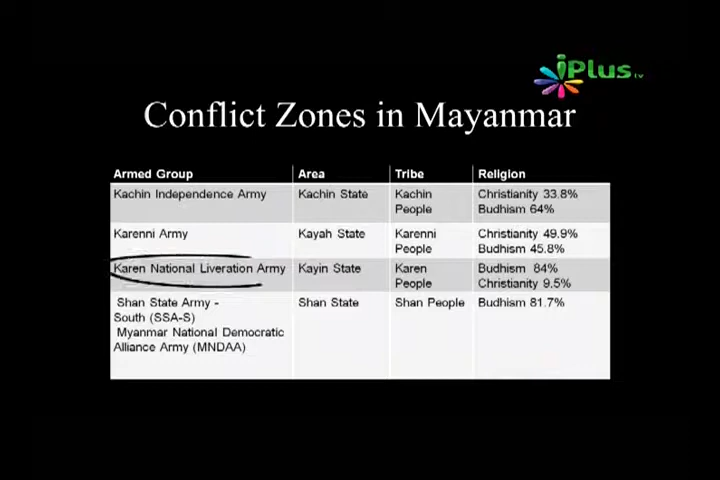 iPlus tv
Conflict Zones in Mayanmar
Armed Group Area Tribe Religion
Kachin Independence Army Kachin State Kachin Christianity 33.8%
People Budhism 64%
Karenni Army Kayah State Karenni Christianity 49.9%
People Budhism 45.8%
Karen National Liveration Army Kayin State Karen Budhism 84%
People Christianity 9.5%
Shan State Army - Shan State Shan People Budhism 81.7%
South (SSA-S)
Myanmar National Democratic
Alliance Army (MNDAA)